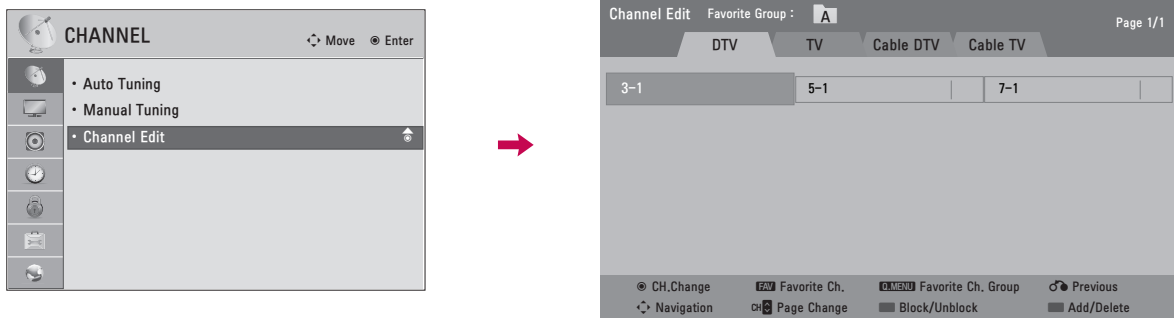 CHANNEL Move Enter
• Auto Tuning
• Manual Tuning
• Channel Edit
Channel Edit Favorite Group : A Page 1/1
DTV TV Cable DTV Cable TV
3-1 5-1 7-1
CH.Change FAV Favorite Ch. Q.MENU Favorite Ch. Group Previous
Navigation CH Page Change Block/Unblock Add/Delete